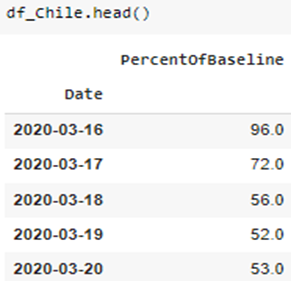 df_Chile.head()
PercentOfBaseline
Date
2020-03-16 96.0
2020-03-17 72.0
2020-03-18 56.0
2020-03-19 52.0
2020-03-20 53.0